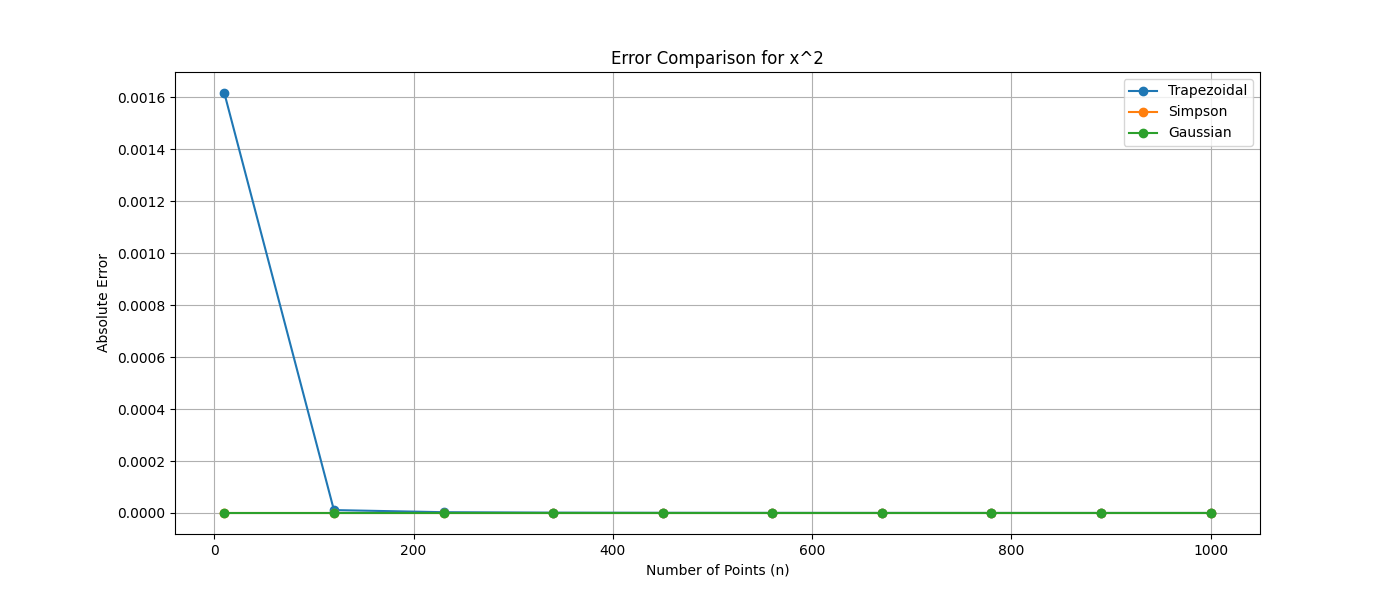 Error Comparison for x^2
Trapezoidal
Simpson
Gaussian
Absolute Error
0.0016
0.0014
0.0012
0.0010
0.0008
0.0006
0.0004
0.0002
0.0000
0 200 400 600 800 1000
Number of Points (n)